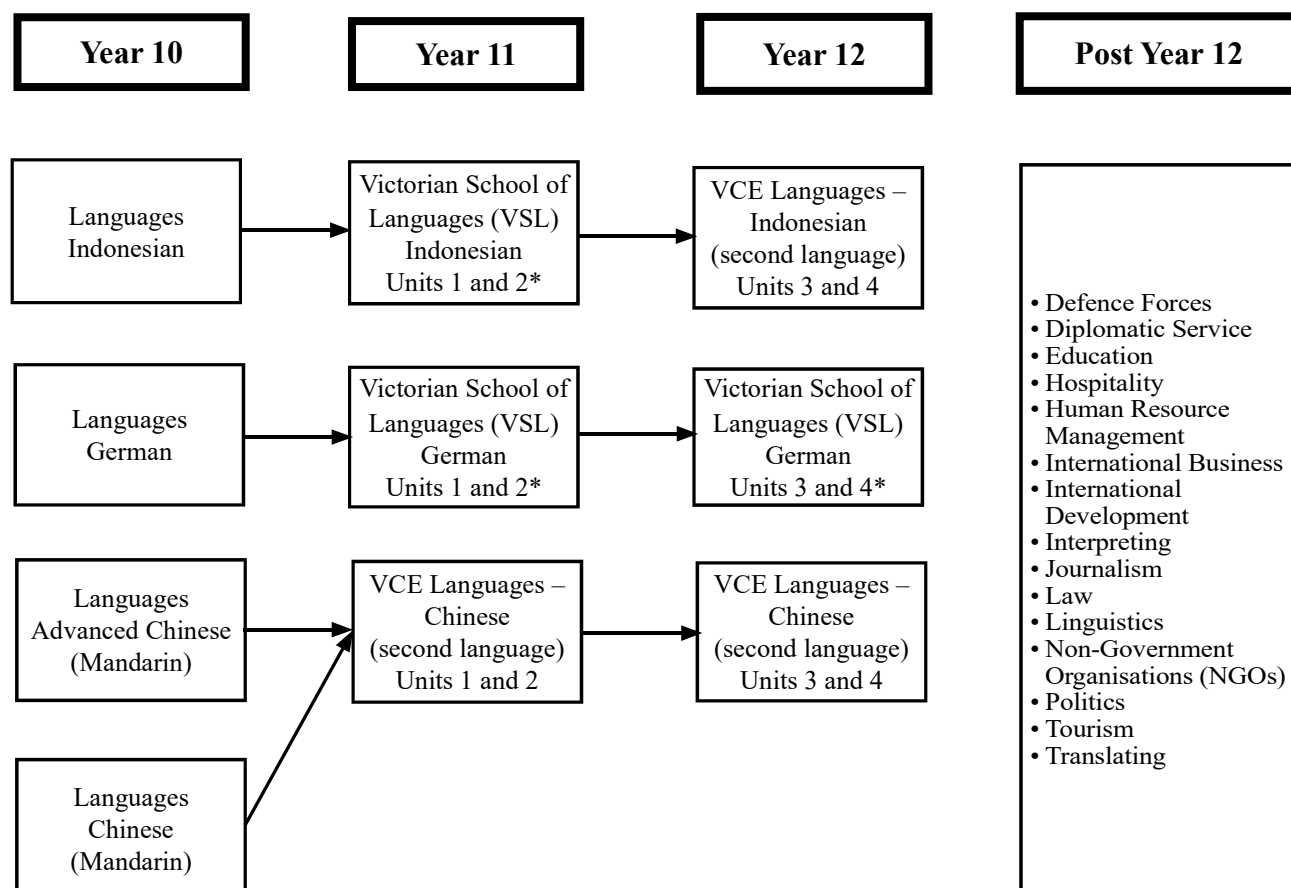 Year 10
Year 11
Year 12
Post Year 12
Languages
Indonesian
Victorian School of
Languages (VSL)
Indonesian
Units 1 and 2*
VCE Languages –
Indonesian
(second language)
Units 3 and 4
Languages
German
Victorian School of
Languages (VSL)
German
Units 1 and 2*
Victorian School of
Languages (VSL)
German
Units 3 and 4*
Languages
Advanced Chinese
(Mandarin)
VCE Languages –
Chinese
(second language)
Units 1 and 2
VCE Languages –
Chinese
(second language)
Units 3 and 4
Languages
Chinese
(Mandarin)
• Defence Forces
• Diplomatic Service
• Education
• Hospitality
• Human Resource
Management
• International Business
• International
Development
• Interpreting
• Journalism
• Law
• Linguistics
• Non-Government
Organisations (NGOs)
• Politics
• Tourism
• Translating